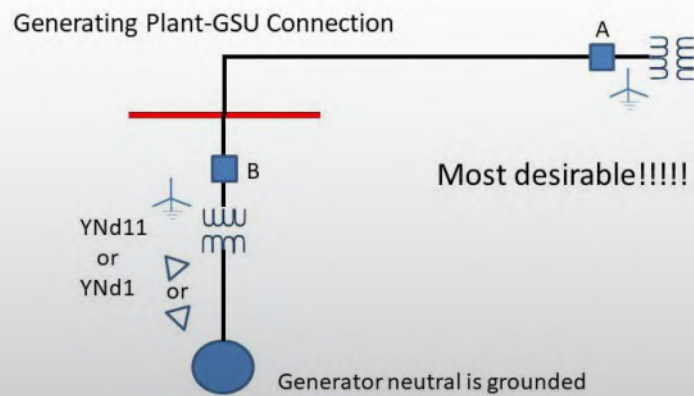 Generating Plant-GSU Connection
A
B
Most desirable!!!!!
YNd11
or
YNd1
or
Generator neutral is grounded